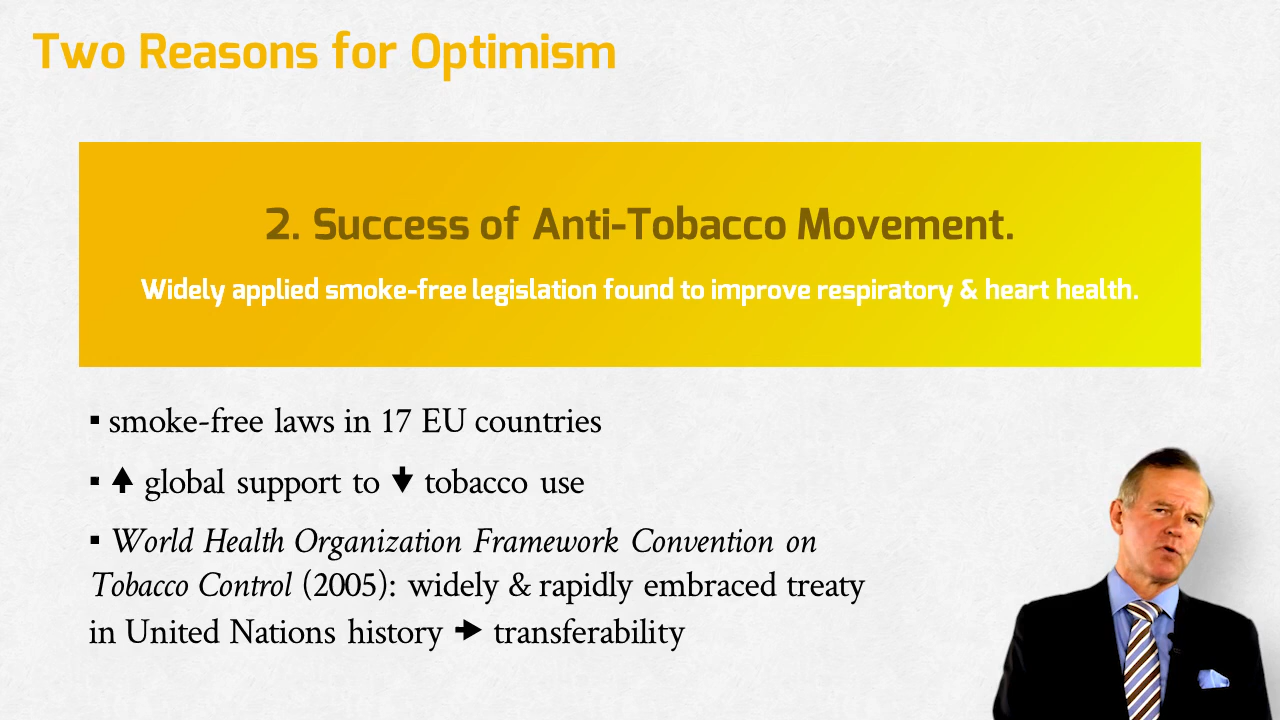 Two Reasons for Optimism
2. Success of Anti-Tobacco Movement.
Widely applied smoke-free legislation found to improve respiratory & heart health.
▪ smoke-free laws in 17 EU countries
▪ 🡹 global support to 🡻 tobacco use
▪ World Health Organization Framework Convention on
Tobacco Control (2005): widely & rapidly embraced treaty
in United Nations history 🡺 transferability